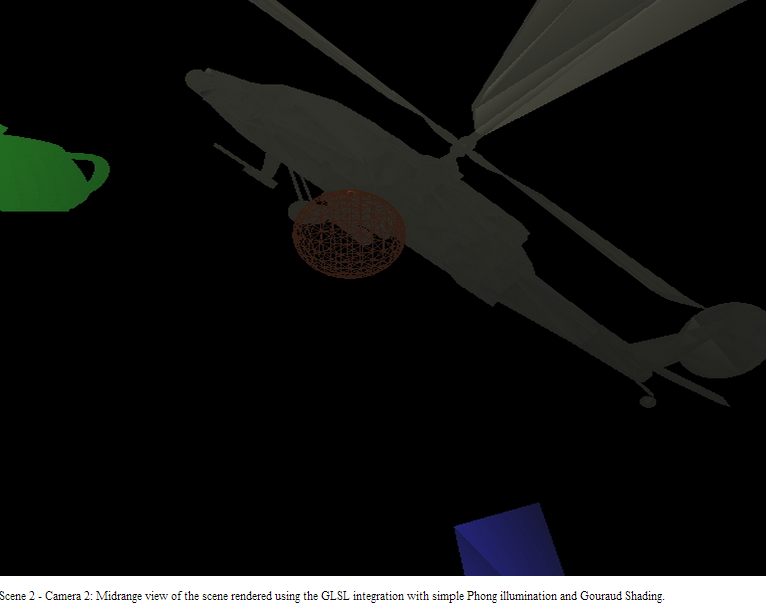 Scene 2 - Camera 2: Midrange view of the scene rendered using the GLSL integration with simple Phong illumination and Gouraud Shading.